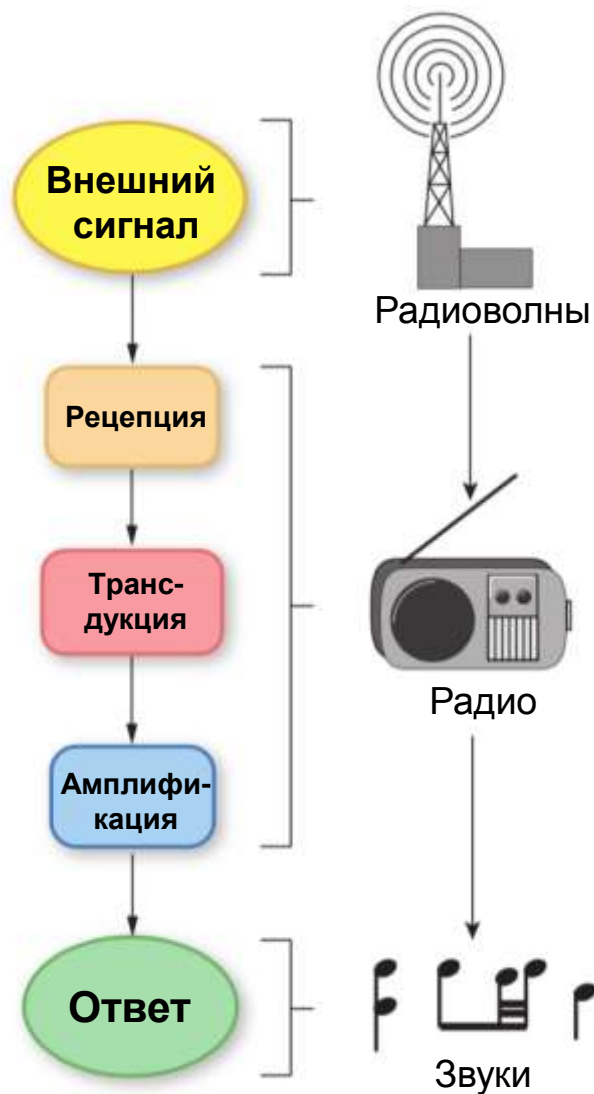 Внешний
сигнал
Радиоволны
Рецепция
Транс-
дукция
Радио
Амплифи-
кация
Ответ
Звуки